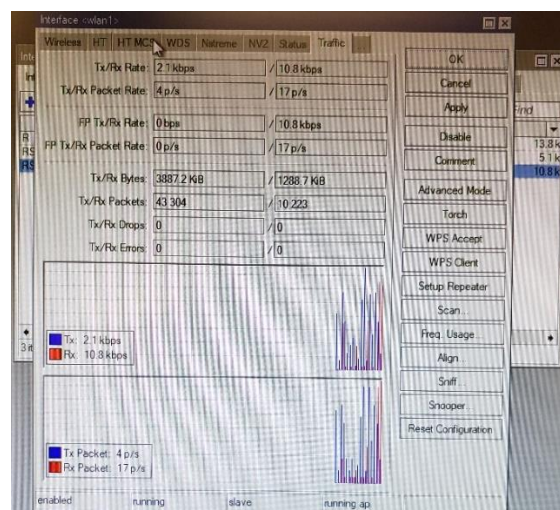 Interface <wlan1>
Wireless HT HT MCS WDS Nstreme NV2 Status Traffic
Tx/Rx Rate: 2.1 kbps / 10.8 kbps
Tx/Rx Packet Rate: 4 p/s / 17 p/s
FP Tx/Rx Rate: 0 bps / 10.8 kbps
FP Tx/Rx Packet Rate: 0 p/s / 17 p/s
Tx/Rx Bytes: 3887.2 KiB / 1288.7 KiB
Tx/Rx Packets: 43 304 / 10 223
Tx/Rx Drops: 0 / 0
Tx/Rx Errors: 0 / 0
Tx: 2.1 kbps
Rx: 10.8 kbps
Tx Packet: 4 p/s
Rx Packet: 17 p/s
enabled running slave running ap
OK
Cancel
Apply
Disable
Comment
Advanced Mode
Torch
WPS Accept
WPS Client
Setup Repeater
Scan...
Freq. Usage...
Align...
Sniff...
Snooper...
Reset Configuration
Find
13.8 k
5.1 k
10.8 k
R
RS
RS